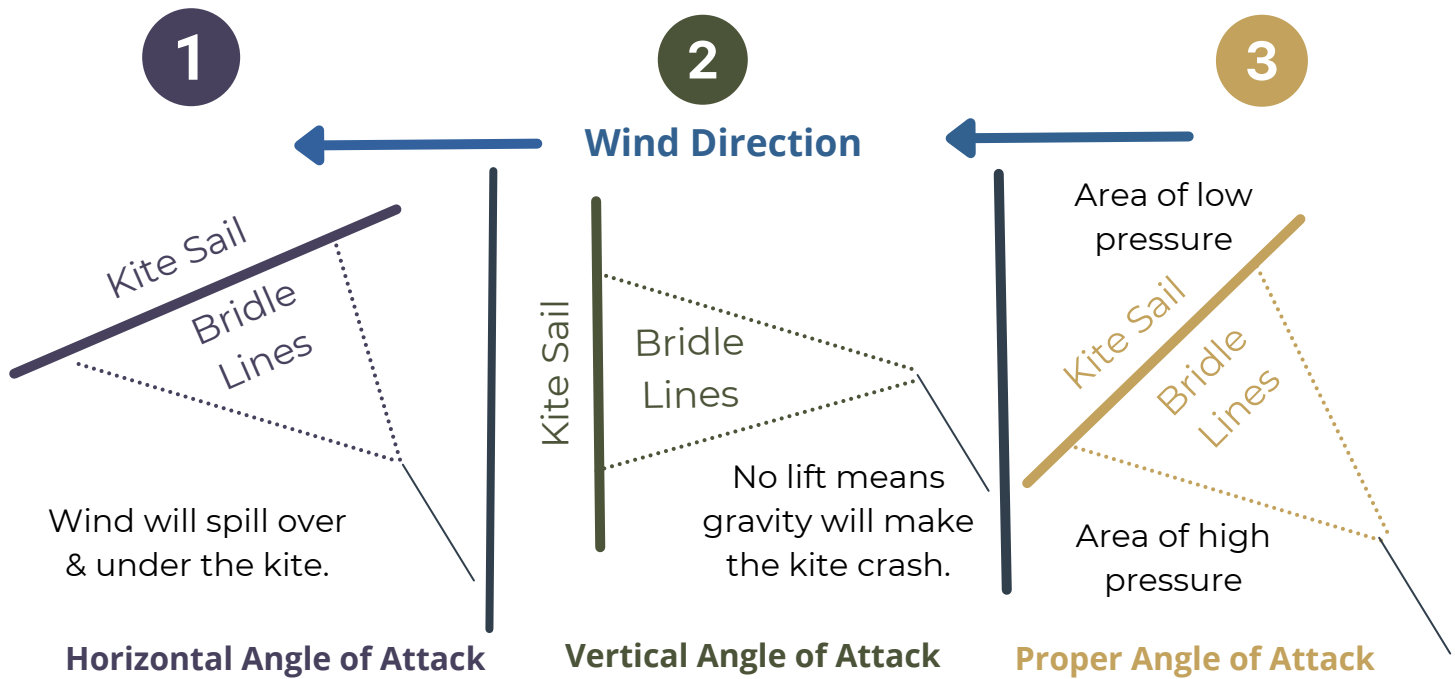 1
2
3
Wind Direction
Kite Sail
Bridle
Lines
Wind will spill over
& under the kite.
Horizontal Angle of Attack
Kite Sail
Bridle
Lines
No lift means
gravity will make
the kite crash.
Vertical Angle of Attack
Area of low
pressure
Kite Sail
Bridle
Lines
Area of high
pressure
Proper Angle of Attack